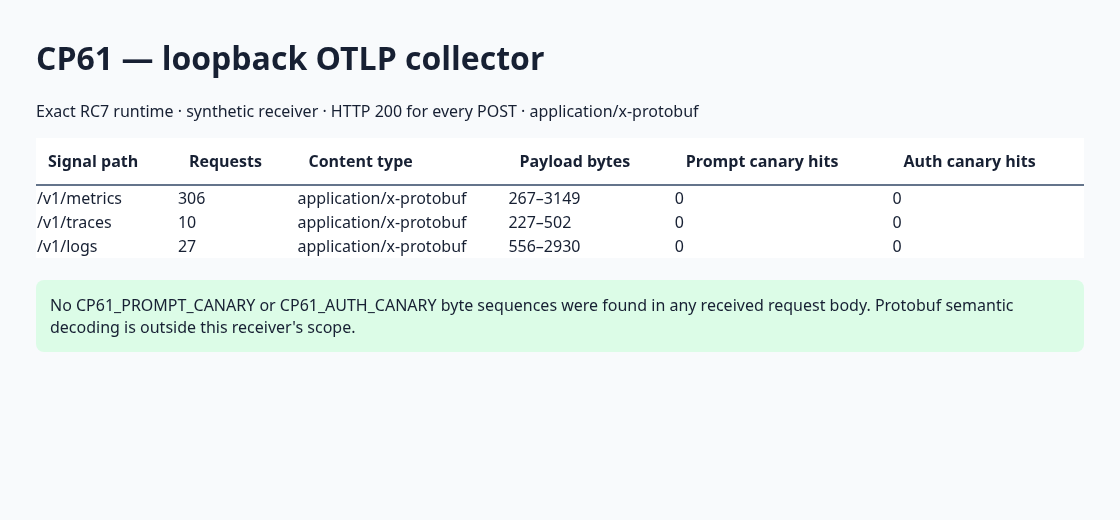 CP61 — loopback OTLP collector
Exact RC7 runtime · synthetic receiver · HTTP 200 for every POST · application/x-protobuf
Signal path Requests Content type Payload bytes Prompt canary hits Auth canary hits
/v1/metrics 306 application/x-protobuf 267–3149 0 0
/v1/traces 10 application/x-protobuf 227–502 0 0
/v1/logs 27 application/x-protobuf 556–2930 0 0
No CP61_PROMPT_CANARY or CP61_AUTH_CANARY byte sequences were found in any received request body. Protobuf semantic
decoding is outside this receiver's scope.